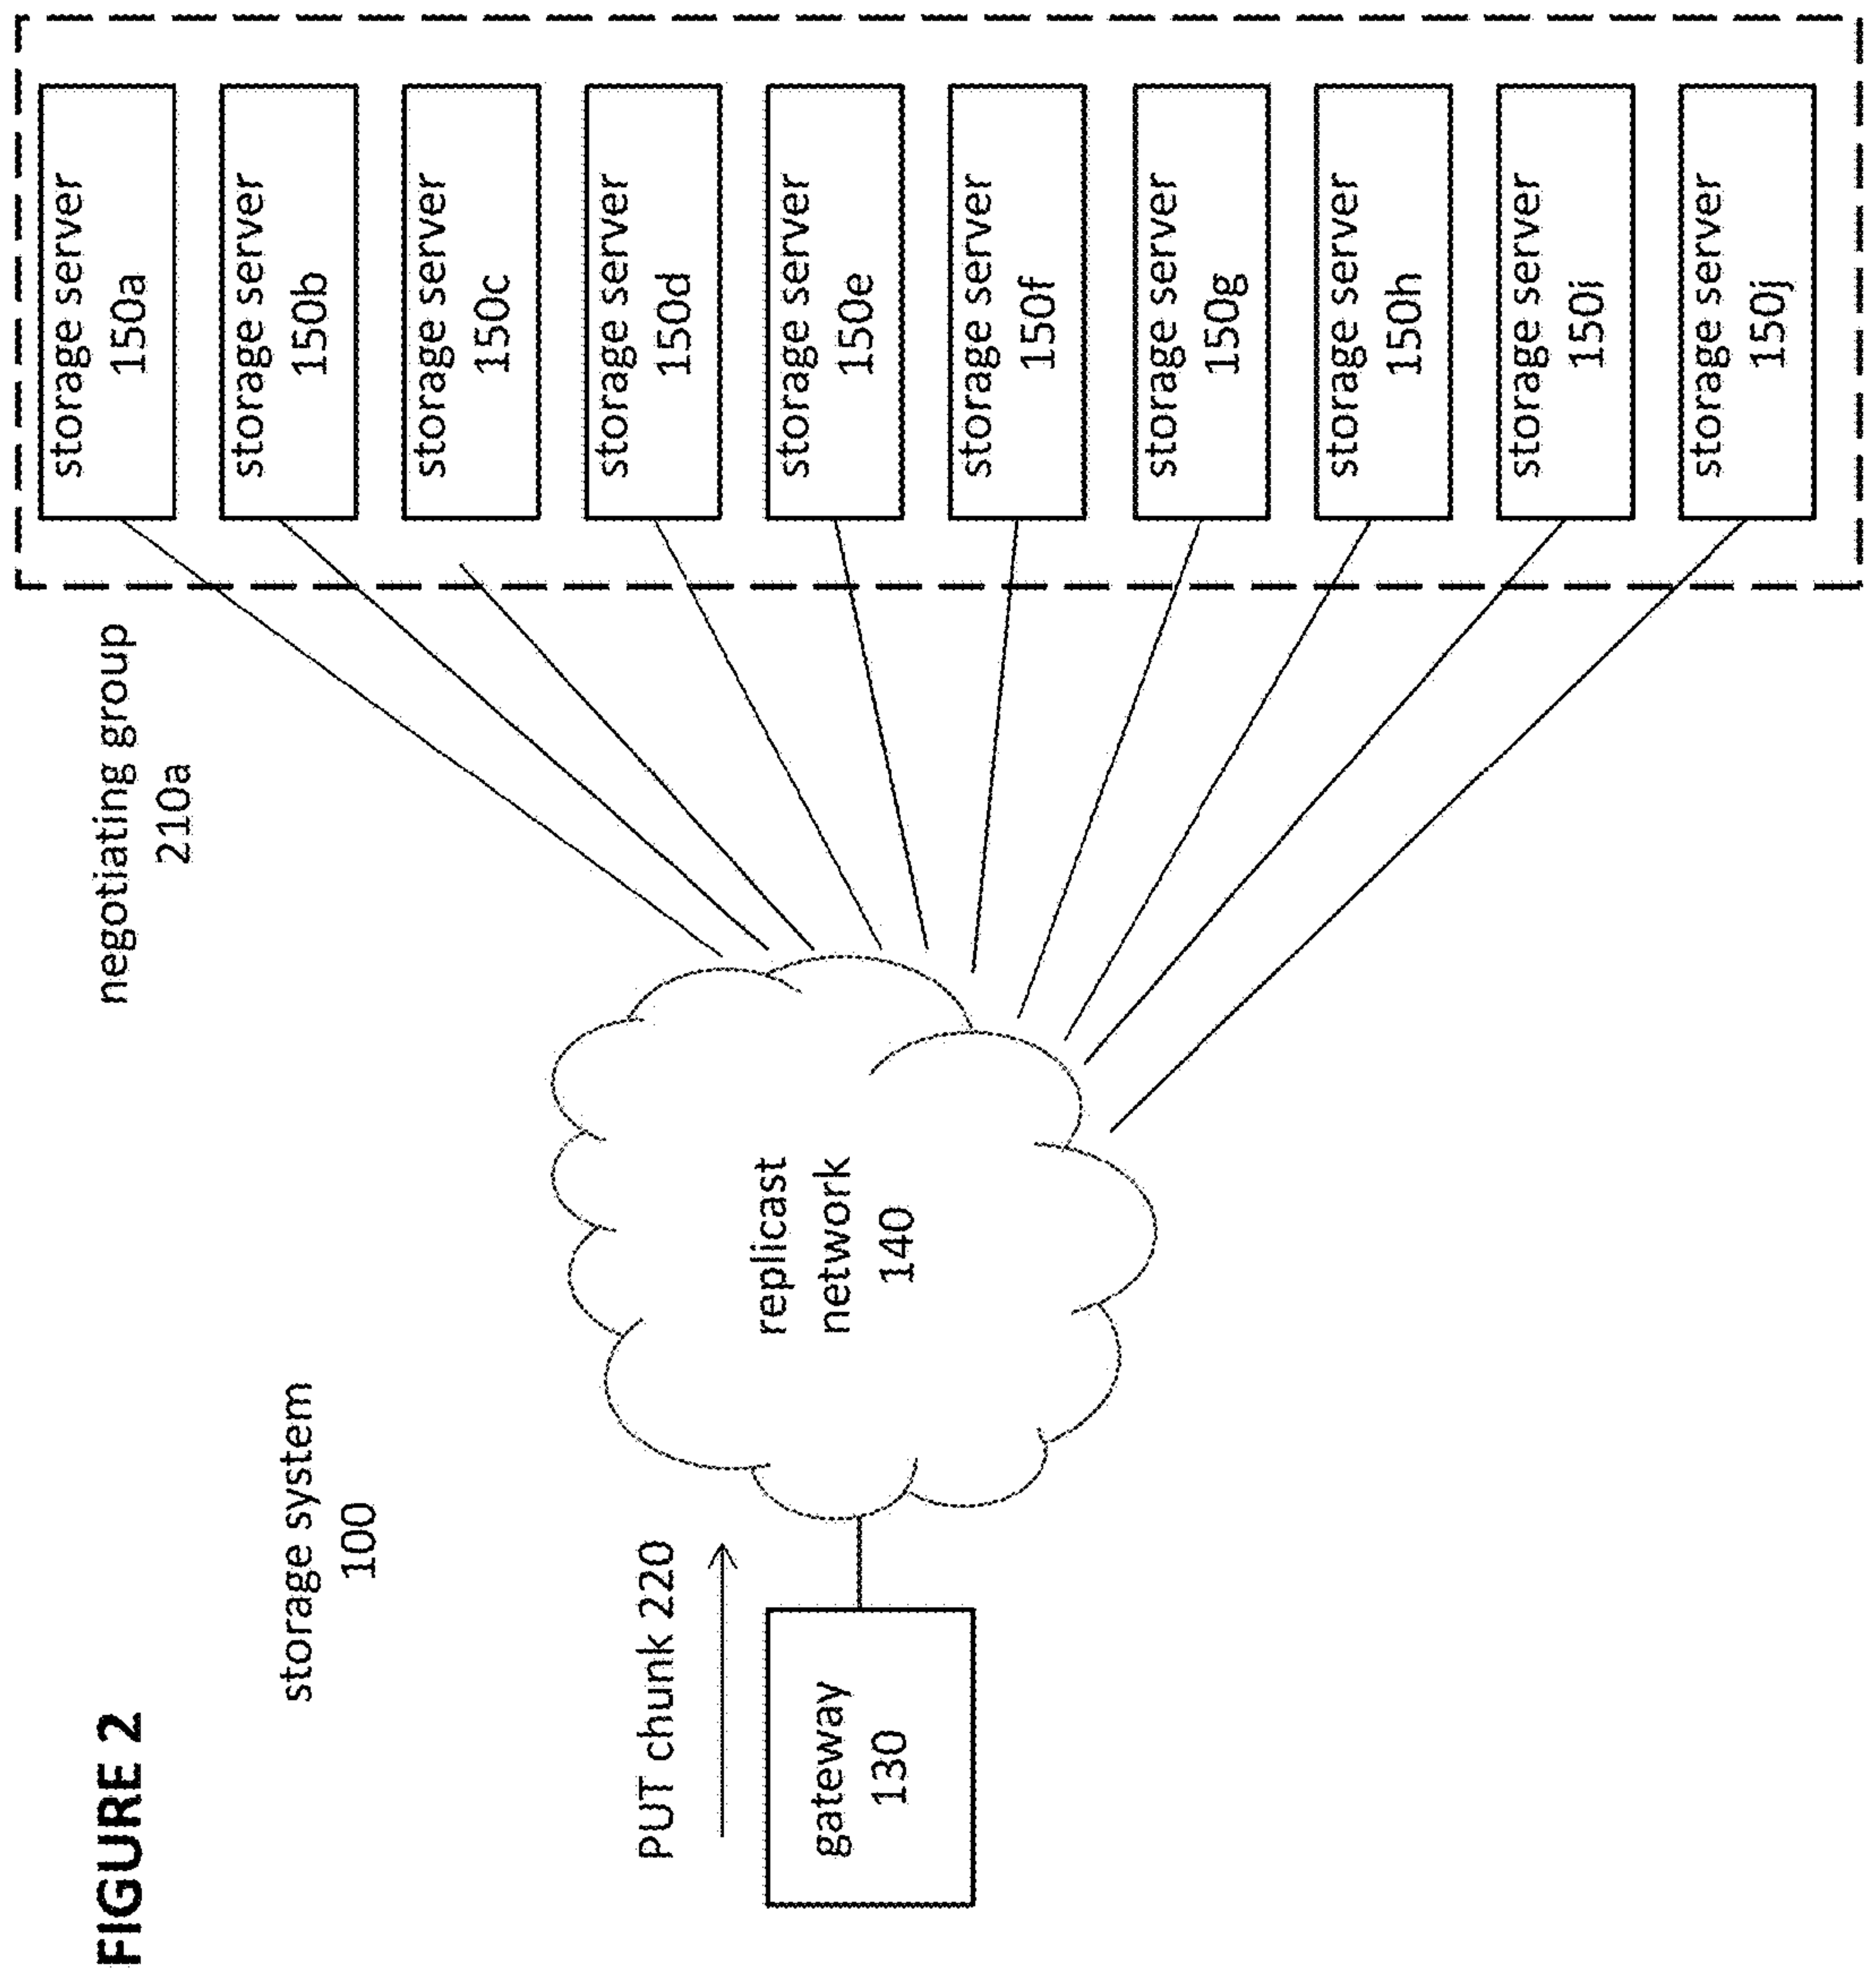 FIGURE 2
storage system
100
negotiating group
210a
PUT chunk 220
gateway
130
replicast
network
140
storage server
150a
storage server
150b
storage server
150c
storage server
150d
storage server
150e
storage server
150f
storage server
150g
storage server
150h
storage server
150i
storage server
150j